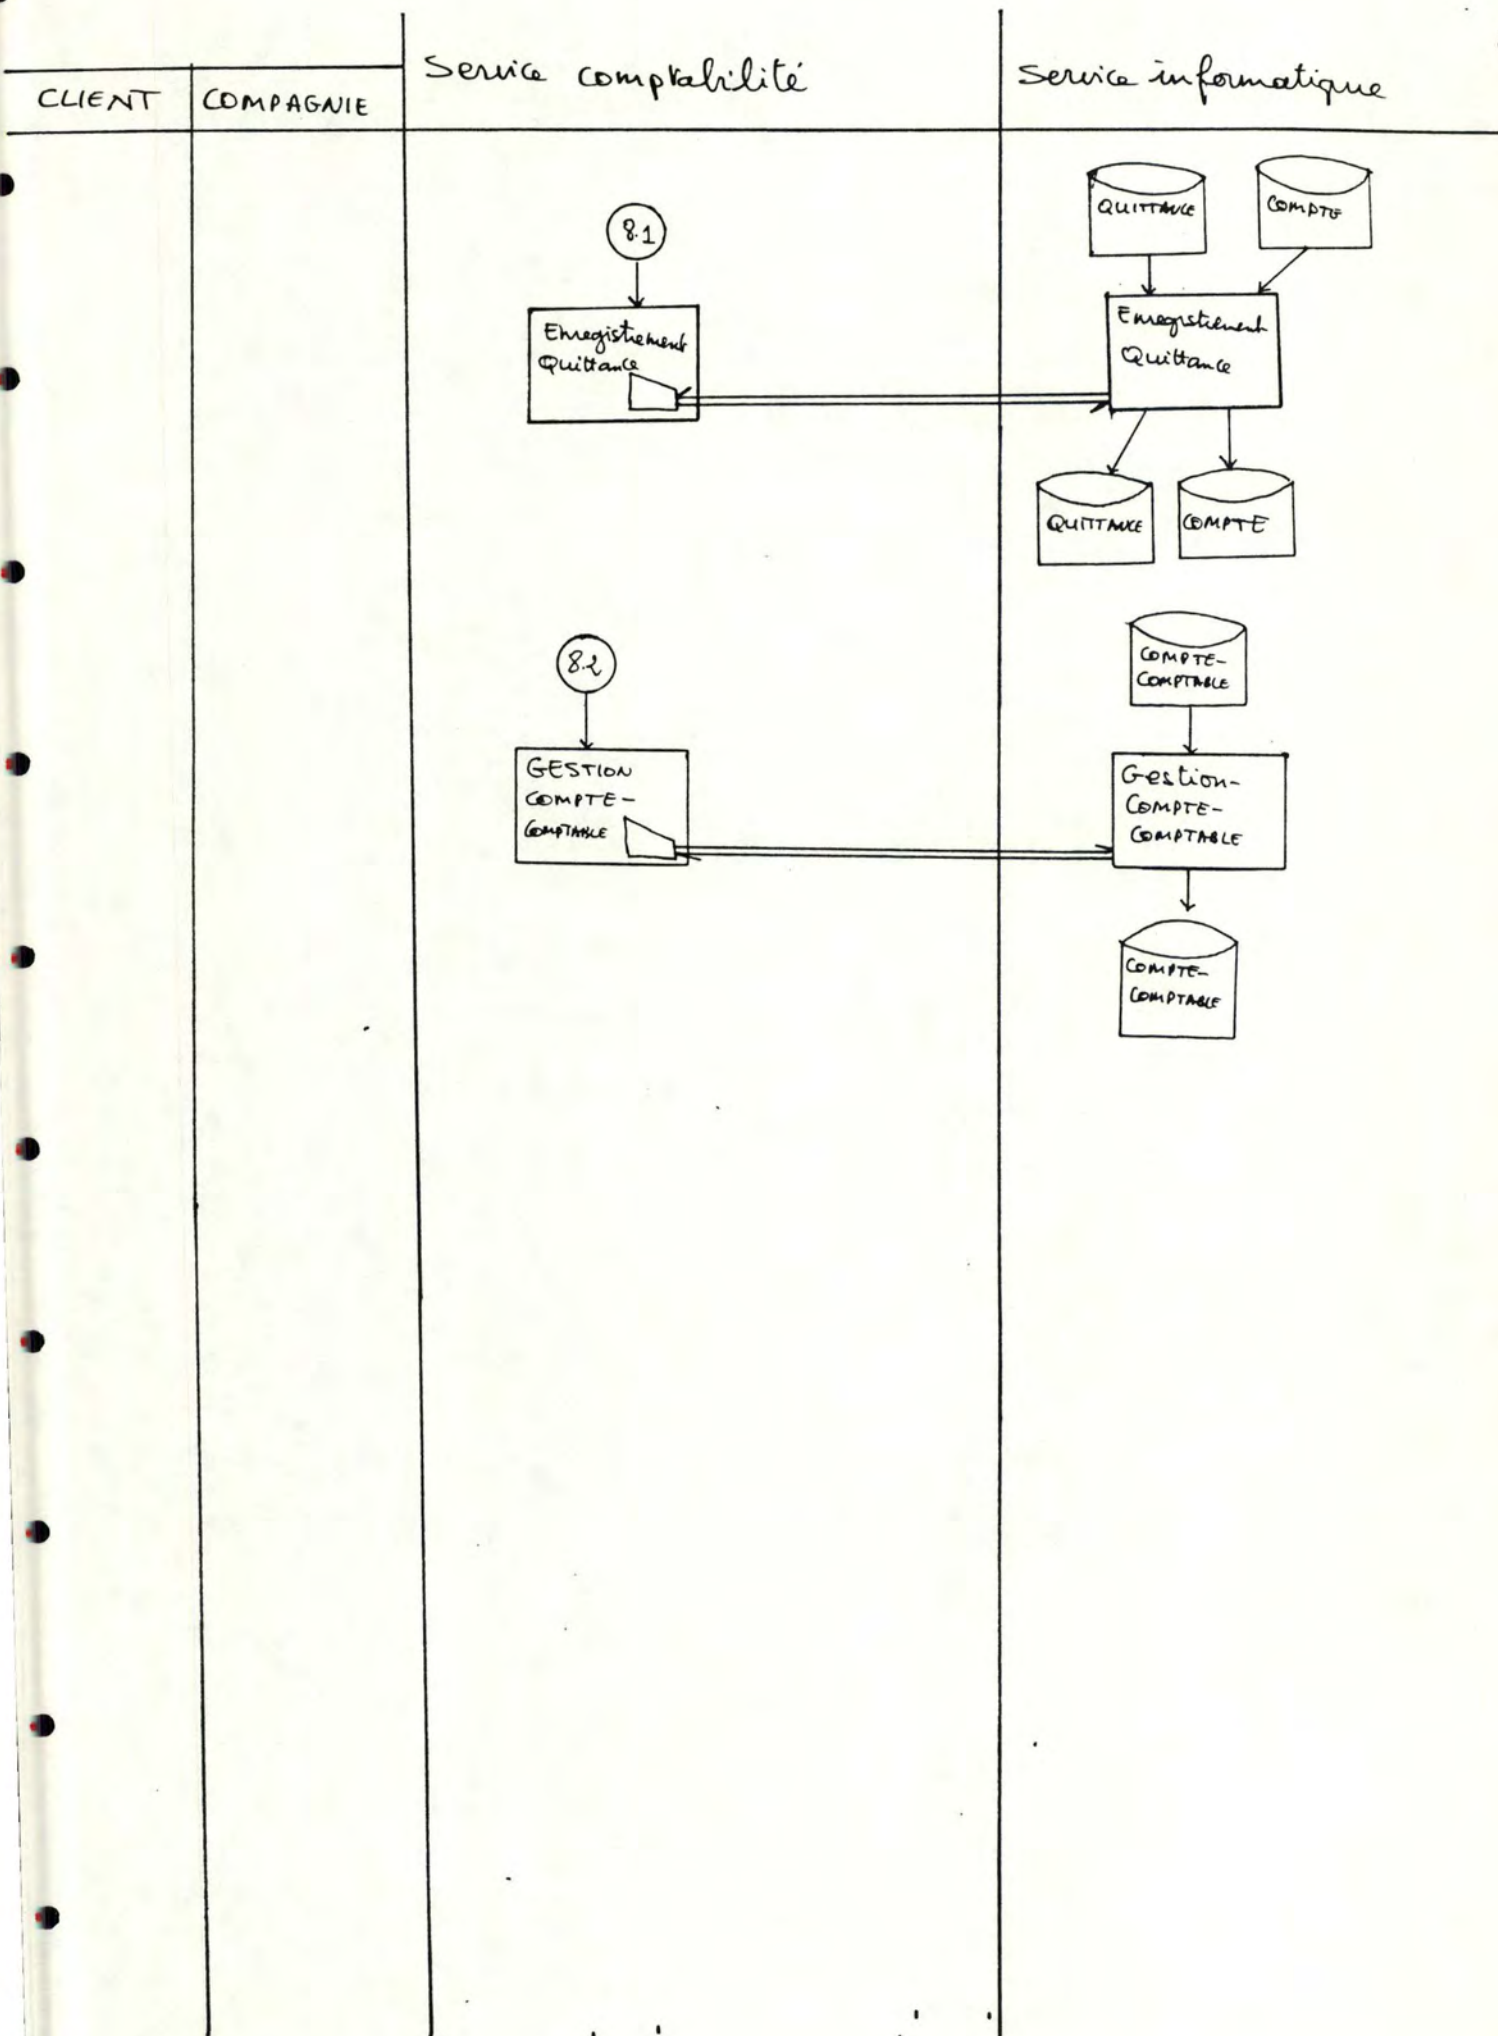 CLIENT
COMPAGNIE
Service comptabilité
Service informatique
8.1
Enregistrement
Quittance
QUITTANCE
COMPTE
Enregistrement
Quittance
QUITTANCE
COMPTE
8.2
GESTION
COMPTE-
COMPTABLE
COMPTE-
COMPTABLE
Gestion-
COMPTE-
COMPTABLE
COMPTE-
COMPTABLE